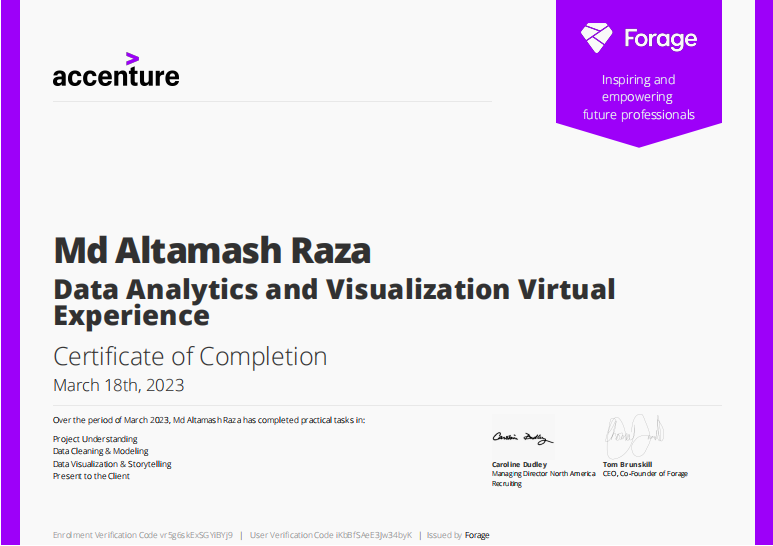 accenture
Forage
Inspiring and
empowering
future professionals
Md Altamash Raza
Data Analytics and Visualization Virtual
Experience
Certificate of Completion
March 18th, 2023
Over the period of March 2023, Md Altamash Raza has completed practical tasks in:
Project Understanding
Data Cleaning & Modeling
Data Visualization & Storytelling
Present to the Client
Caroline Dudley
Caroline Dudley
Managing Director North America
Recruiting
Tom Brunskill
CEO, Co-Founder of Forage
Enrolment Verification Code vr5g6skExSGYiBYj9 | User Verification Code iKbBfSAeE3Jw34byK | Issued by Forage